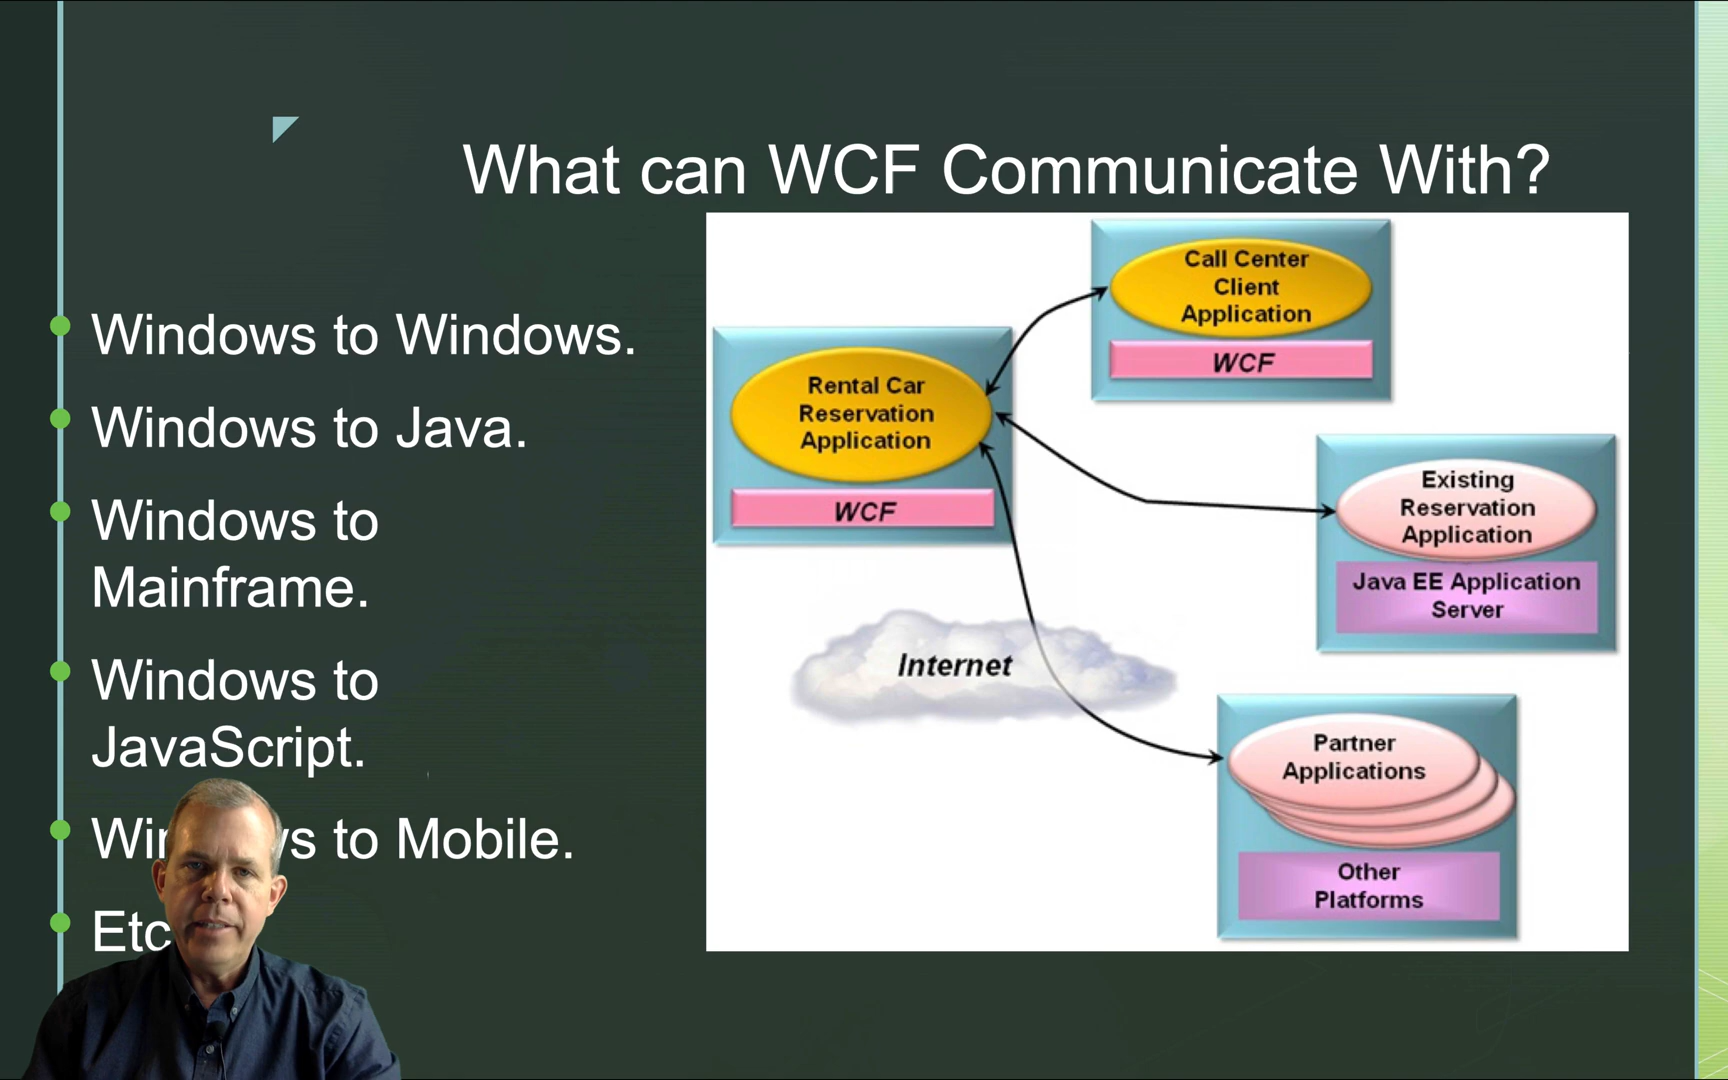 What can WCF Communicate With?
Windows to Windows.
Windows to Java.
Windows to
Mainframe.
Windows to
JavaScript.
to Mobile.
Etc
Call Center
Client
Application
WCF
Rental Car
Reservation
Application
WCF
Existing
Reservation
Application
Java EE Application
Server
Internet
Partner
Applications
Other
Platforms